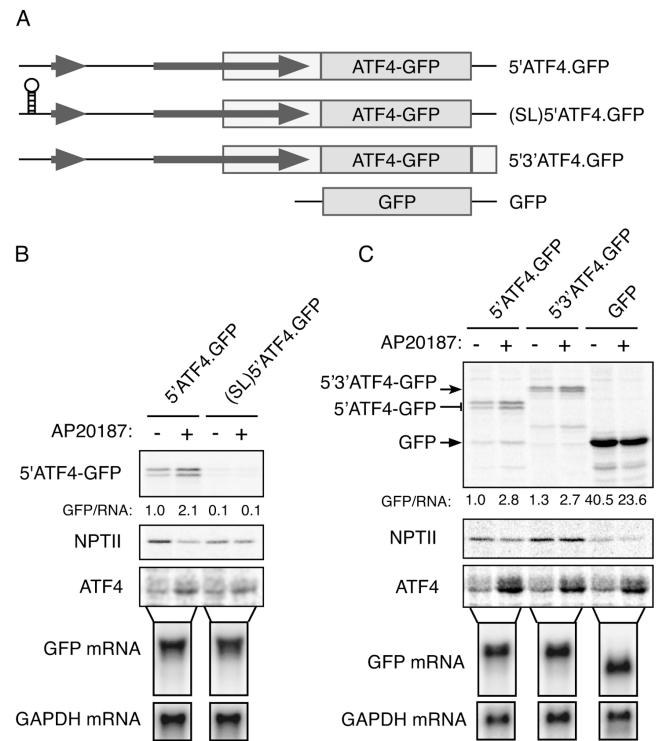 A
ATF4-GFP 5'ATF4.GFP
ATF4-GFP (SL)5'ATF4.GFP
ATF4-GFP 5'3'ATF4.GFP
GFP GFP
B
5'ATF4.GFP
(SL)5'ATF4.GFP
AP20187: - + - +
5'ATF4-GFP
GFP/RNA: 1.0 2.1 0.1 0.1
NPTII
ATF4
GFP mRNA
GAPDH mRNA
C
5'ATF4.GFP
5'3'ATF4.GFP
GFP
AP20187: - + - + - +
5'3'ATF4-GFP
5'ATF4-GFP
GFP
GFP/RNA: 1.0 2.8 1.3 2.7 40.5 23.6
NPTII
ATF4
GFP mRNA
GAPDH mRNA